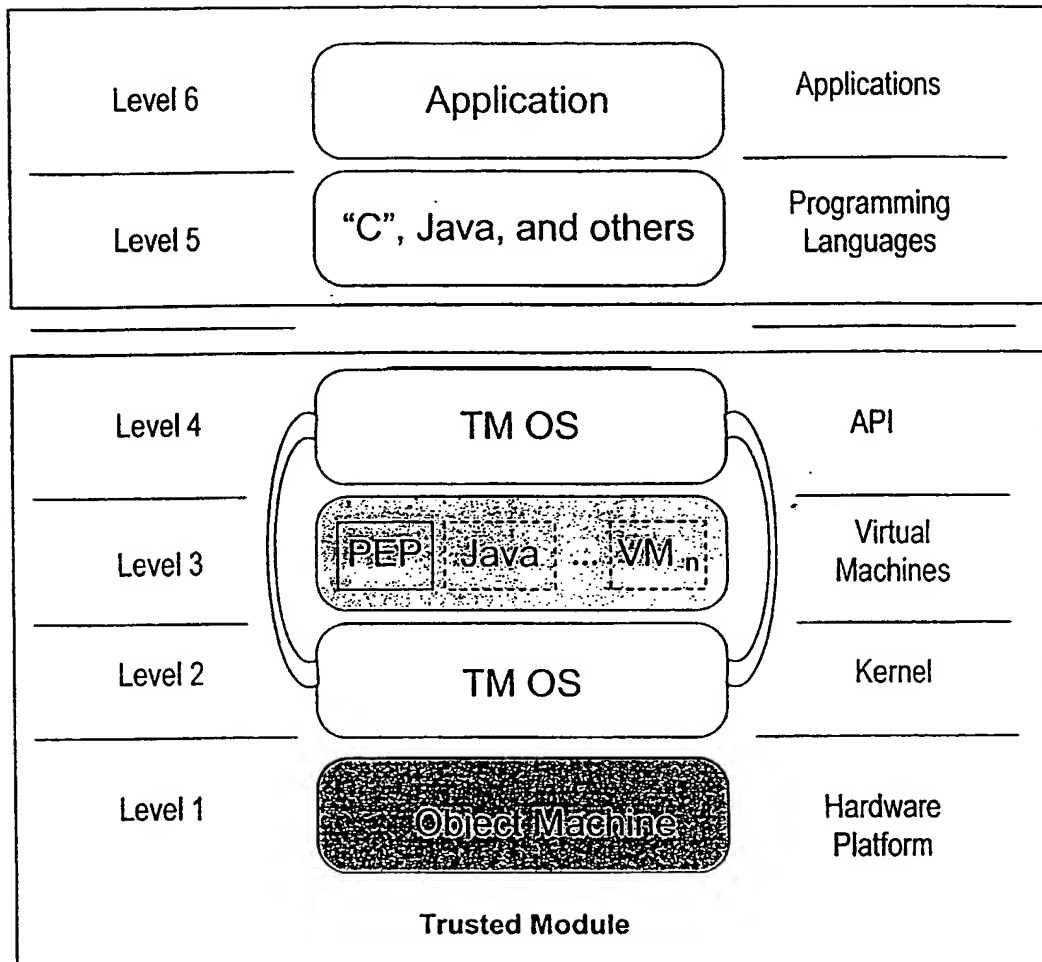 Level 6
Application
Applications
Level 5
“C”, Java, and others
Programming
Languages
Level 4
TM OS
API
Level 3
PEP
Java
...
VM n
Virtual
Machines
Level 2
TM OS
Kernel
Level 1
Object Machine
Hardware
Platform
Trusted Module